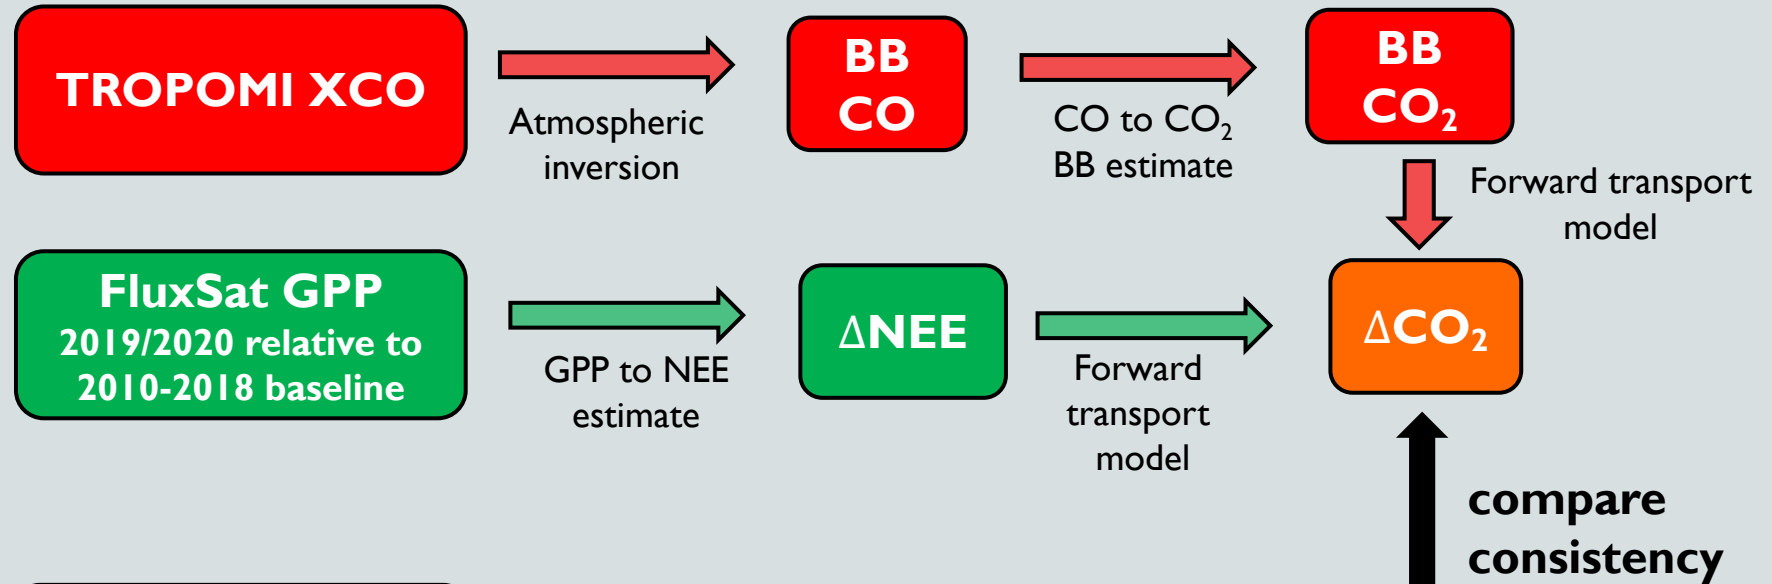 TROPOMI XCO
Atmospheric
inversion
BB
CO
CO to CO₂
BB estimate
BB
CO₂
Forward transport
model
FluxSat GPP
2019/2020 relative to
2010-2018 baseline
GPP to NEE
estimate
ΔNEE
Forward
transport
model
ΔCO₂
compare
consistency